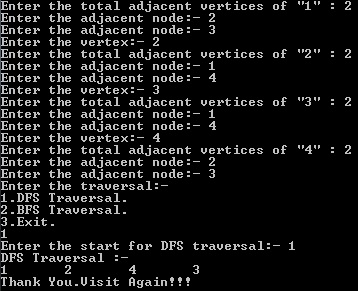 Enter the total adjacent vertices of "1" : 2
Enter the adjacent node:- 2
Enter the adjacent node:- 3
Enter the vertex:- 2
Enter the total adjacent vertices of "2" : 2
Enter the adjacent node:- 1
Enter the adjacent node:- 4
Enter the vertex:- 3
Enter the total adjacent vertices of "3" : 2
Enter the adjacent node:- 1
Enter the adjacent node:- 4
Enter the vertex:- 4
Enter the total adjacent vertices of "4" : 2
Enter the adjacent node:- 2
Enter the adjacent node:- 3
Enter the traversal:-
1.DFS Traversal.
2.BFS Traversal.
3.Exit.
1
Enter the start for DFS traversal:- 1
DFS Traversal :-
1 2 4 3
Thank You.Visit Again!!!